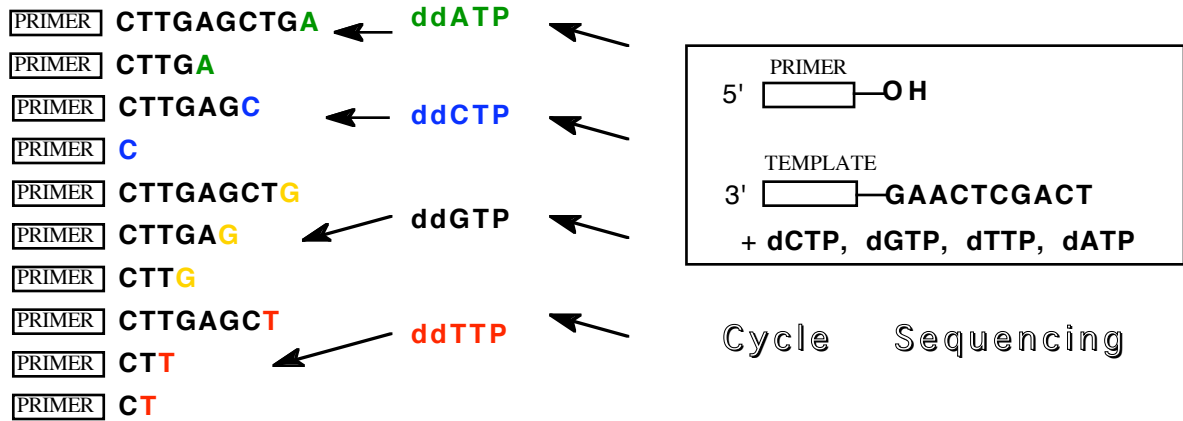 PRIMER CTTGAGCTGA
PRIMER CTTGA
PRIMER CTTGAGC
PRIMER C
PRIMER CTTGAGCTG
PRIMER CTTGAG
PRIMER CTTG
PRIMER CTTGAGCT
PRIMER CTT
PRIMER CT
ddATP
ddCTP
ddGTP
ddTTP
PRIMER
5' OH
TEMPLATE
3' GAACTCGACT
+ dCTP, dGTP, dTTP, dATP
Cycle Sequencing